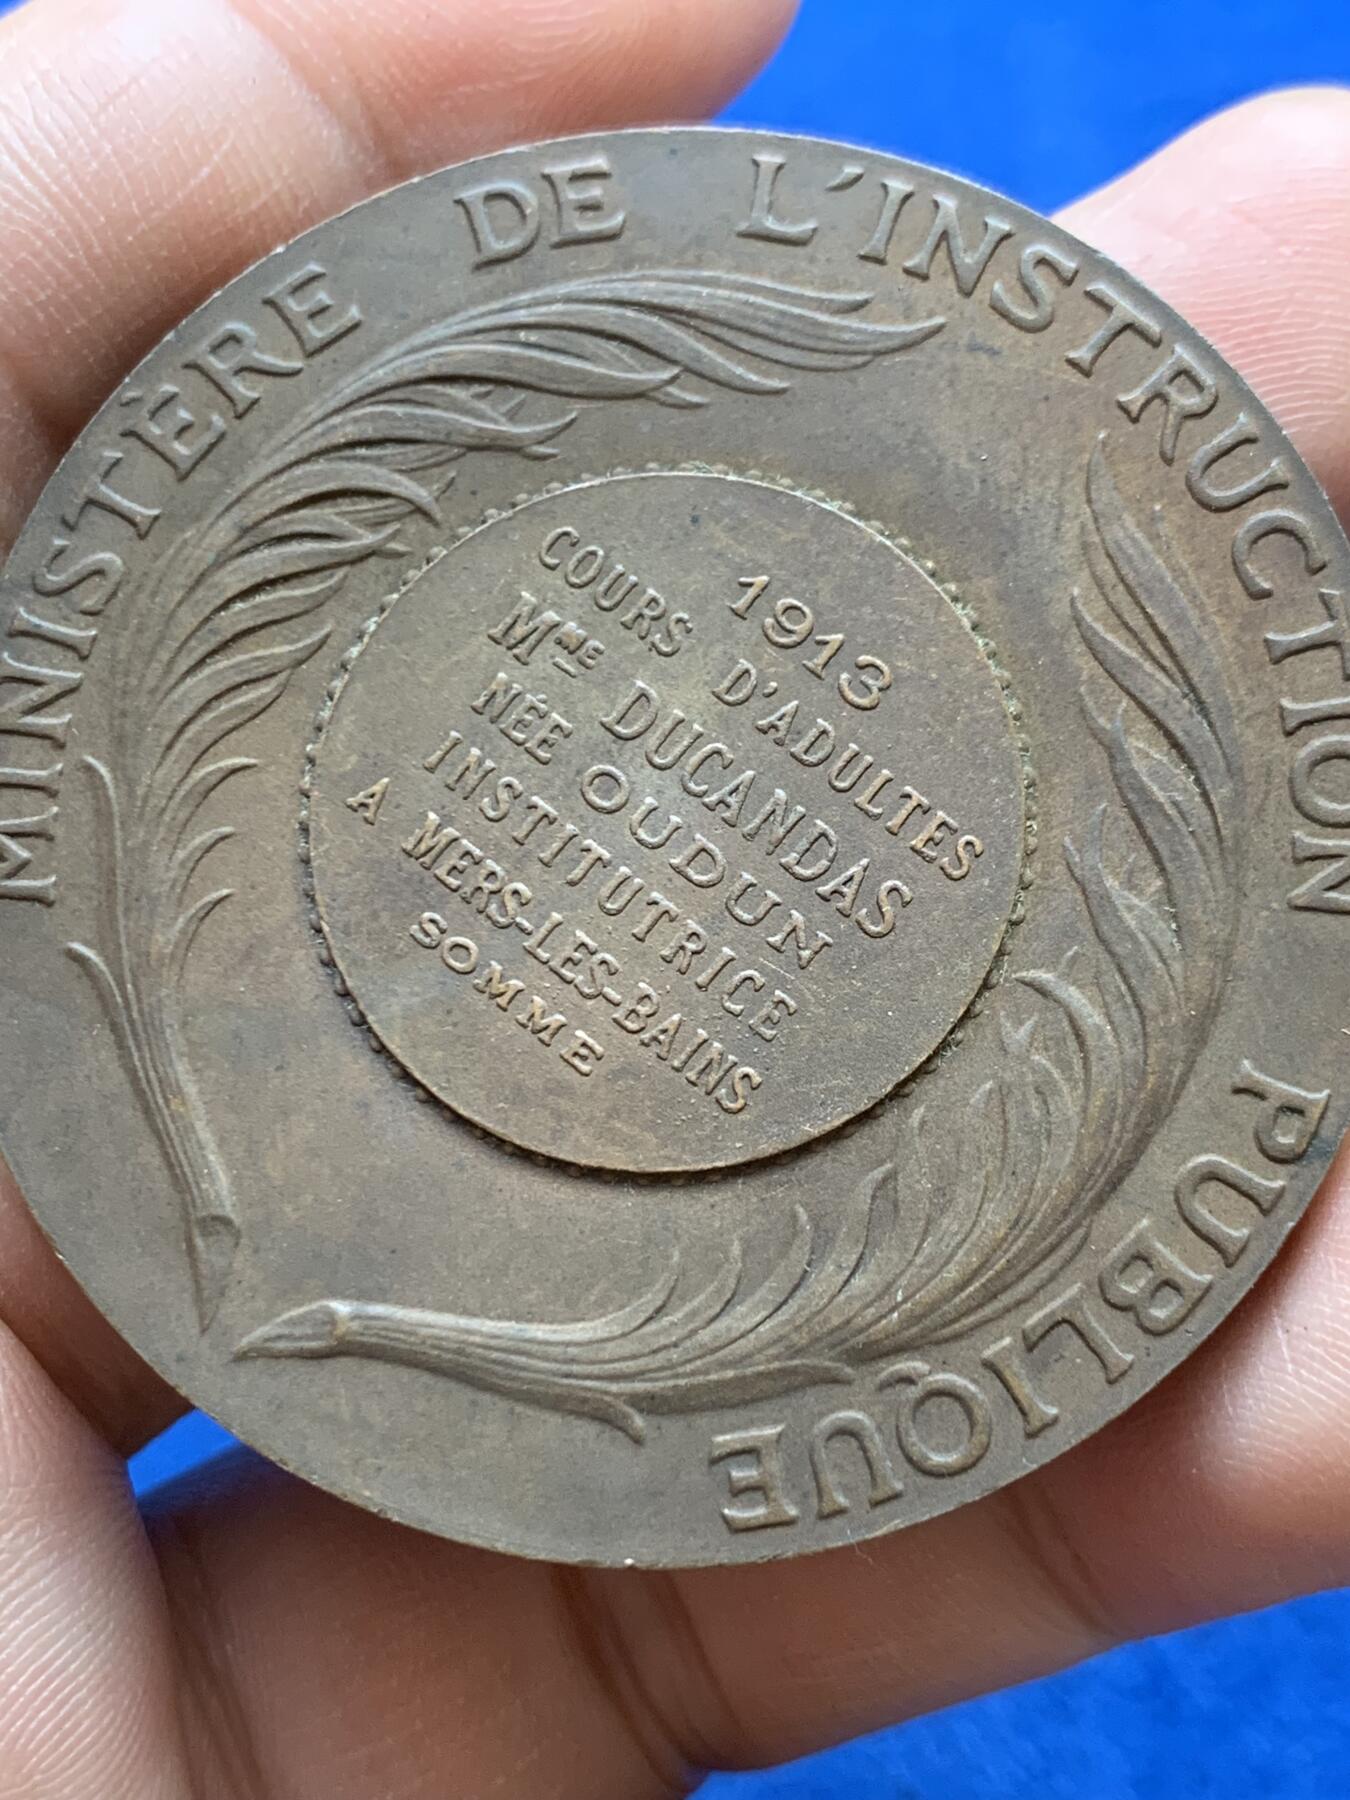 MINISTÈRE DE L'INSTRUCTION PUBLIQUE
1913
COURS D'ADULTES
MME DUCANDAS
NÉE OUDUN
INSTITUTRICE
A MERS-LES-BAINS
SOMME